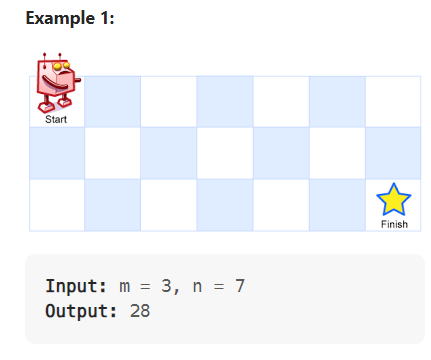 Example 1:
Start
Finish
Input: m = 3, n = 7
Output: 28